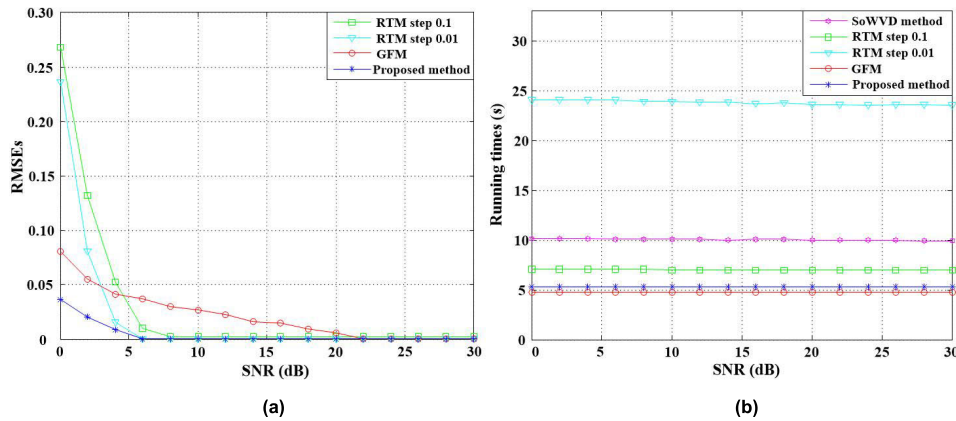 RTM step 0.1
RTM step 0.01
GFM
Proposed method
0.30
0.25
0.20
0.15
0.10
0.05
0
RMSEs
0
5
10
15
20
25
30
SNR (dB)
(a)
SoWVD method
RTM step 0.1
RTM step 0.01
GFM
Proposed method
30
25
20
15
10
5
0
Running times (s)
0
5
10
15
20
25
30
SNR (dB)
(b)